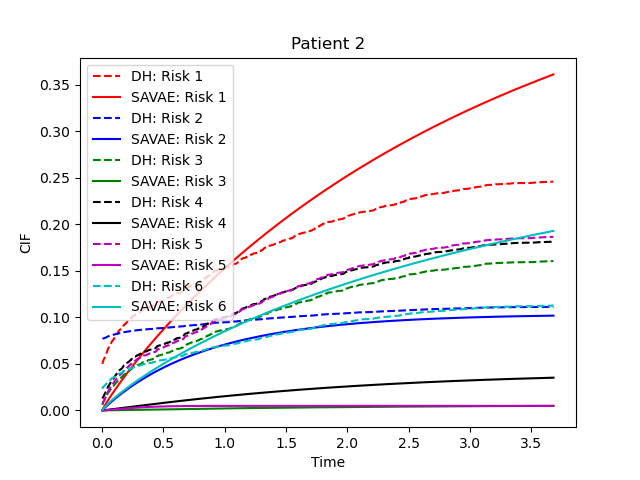 Patient 2
CIF
0.35
0.30
0.25
0.20
0.15
0.10
0.05
0.00
DH: Risk 1
SAVAE: Risk 1
DH: Risk 2
SAVAE: Risk 2
DH: Risk 3
SAVAE: Risk 3
DH: Risk 4
SAVAE: Risk 4
DH: Risk 5
SAVAE: Risk 5
DH: Risk 6
SAVAE: Risk 6
0.0 0.5 1.0 1.5 2.0 2.5 3.0 3.5
Time